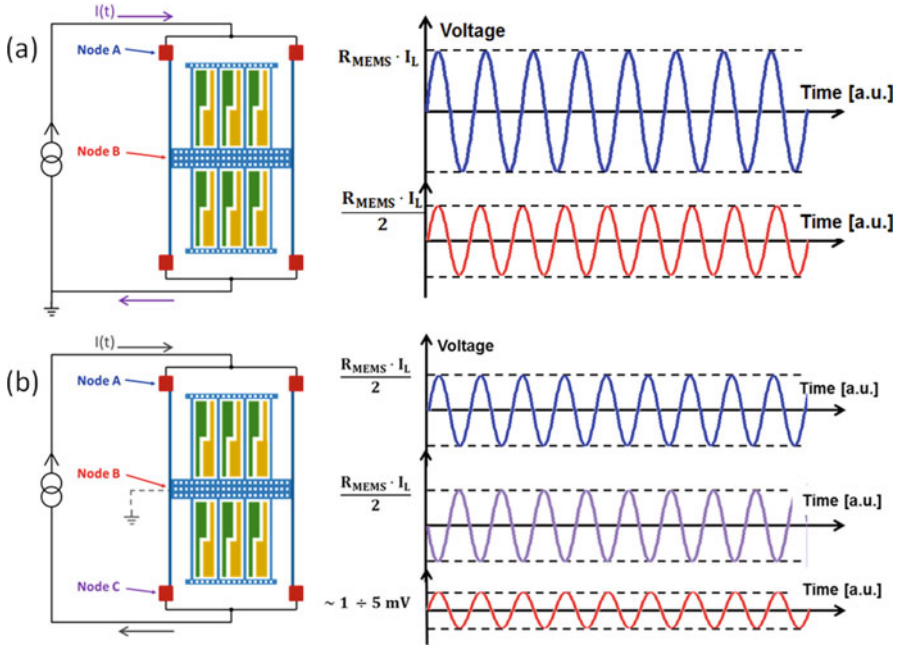 (a)
I(t)
Node A
Node B
Voltage
R_MEMS · I_L
Time [a.u.]
R_MEMS · I_L
2
Time [a.u.]
(b)
I(t)
Node A
Node B
Node C
Voltage
R_MEMS · I_L
2
Time [a.u.]
R_MEMS · I_L
2
Time [a.u.]
~ 1 ÷ 5 mV
Time [a.u.]